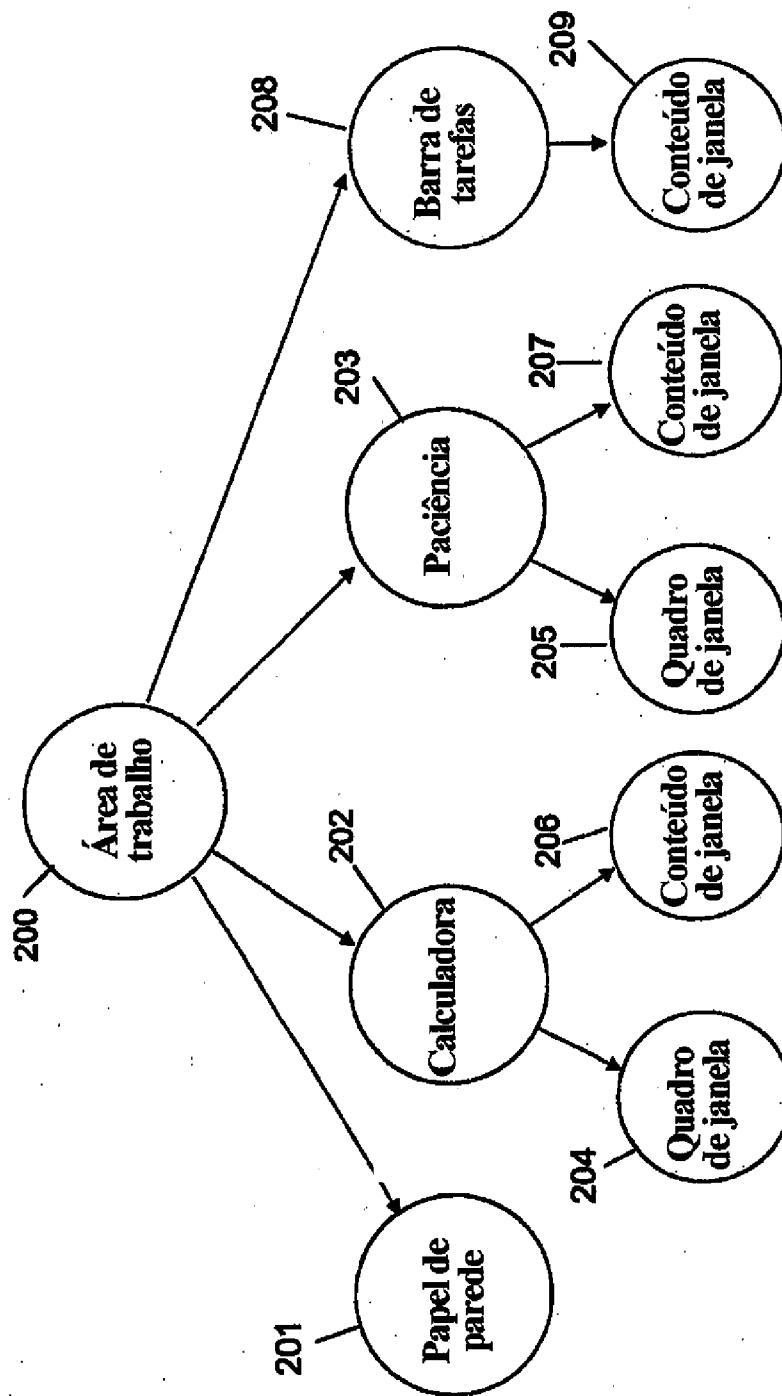 200
Área de
trabalho
201
Papel de
parede
202
Calculadora
203
Paciência
208
Barra de
tarefas
204
Quadro
de janela
206
Conteúdo
de janela
205
Quadro
de janela
207
Conteúdo
de janela
209
Conteúdo
de janela